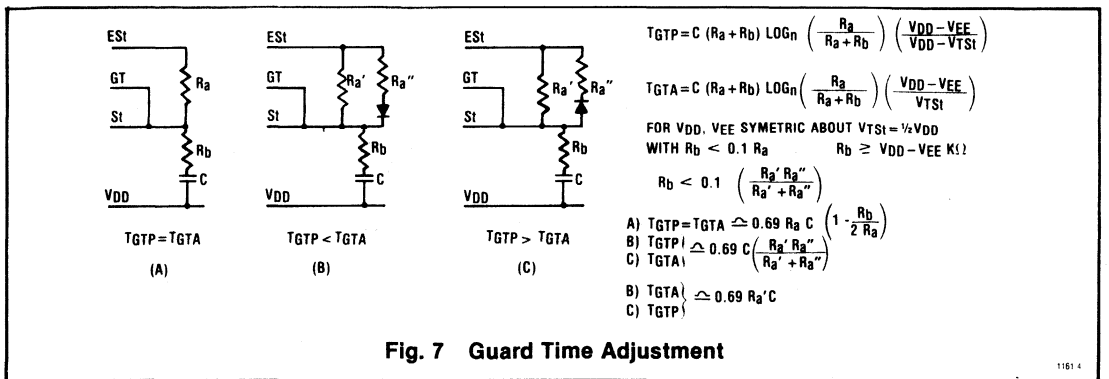 ESt
GT
St
VDD
Ra
Rb
C
TGTP=TGTA
(A)
ESt
GT
St
VDD
Ra'
Ra"
Rb
C
TGTP< TGTA
(B)
ESt
GT
St
VDD
Ra'
Ra"
Rb
C
TGTP> TGTA
(C)
TGTP=C (Ra+Rb) LOGn (Ra / Ra+Rb) (VDD-VEE / VDD-VTSt)
TGTA=C (Ra+Rb) LOGn (Ra / Ra+Rb) (VDD-VEE / VTSt)
FOR VDD, VEE SYMETRIC ABOUT VTSt=½VDD
WITH Rb < 0.1 Ra Rb ≥ VDD-VEE KΩ
Rb < 0.1 (Ra' Ra" / Ra' +Ra")
A) TGTP=TGTA ≏ 0.69 Ra C (1 - Rb / 2 Ra)
B) TGTP
C) TGTA } ≏ 0.69 C (Ra' Ra" / Ra' +Ra")
B) TGTA
C) TGTP } ≏ 0.69 Ra'C
Fig. 7 Guard Time Adjustment
1161 4